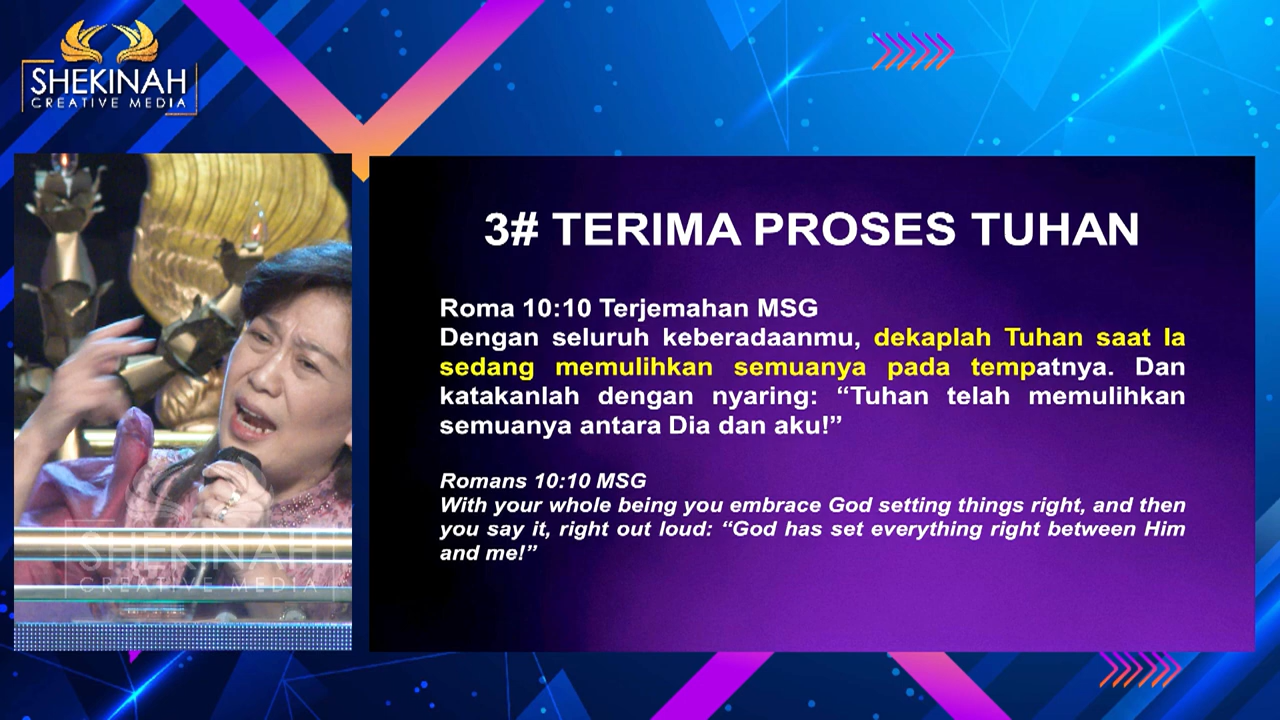 SHEKINAH
CREATIVE MEDIA
3# TERIMA PROSES TUHAN
Roma 10:10 Terjemahan MSG
Dengan seluruh keberadaanmu, dekaplah Tuhan saat Ia
sedang memulihkan semuanya pada tempatnya. Dan
katakanlah dengan nyaring: “Tuhan telah memulihkan
semuanya antara Dia dan aku!”
Romans 10:10 MSG
With your whole being you embrace God setting things right, and then
you say it, right out loud: “God has set everything right between Him
and me!”
SHEKINAH
CREATIVE MEDIA